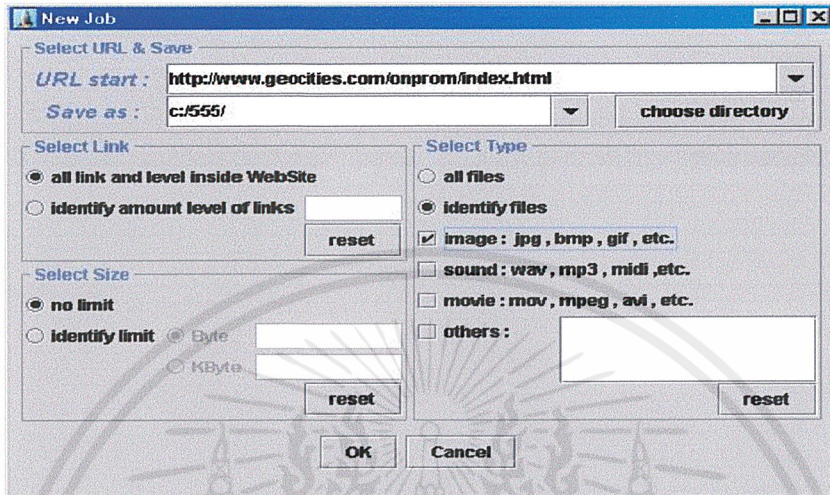 New Job
Select URL & Save
URL start : http://www.geocities.com/onprom/index.html
Save as : c:/555/ choose directory
Select Link
all link and level inside WebSite
identify amount level of links
reset
Select Size
no limit
identify limit Byte
KByte
reset
Select Type
all files
identify files
image : jpg , bmp , gif , etc.
sound : wav , mp3 , midi ,etc.
movie : mov , mpeg , avi , etc.
others :
reset
OK Cancel